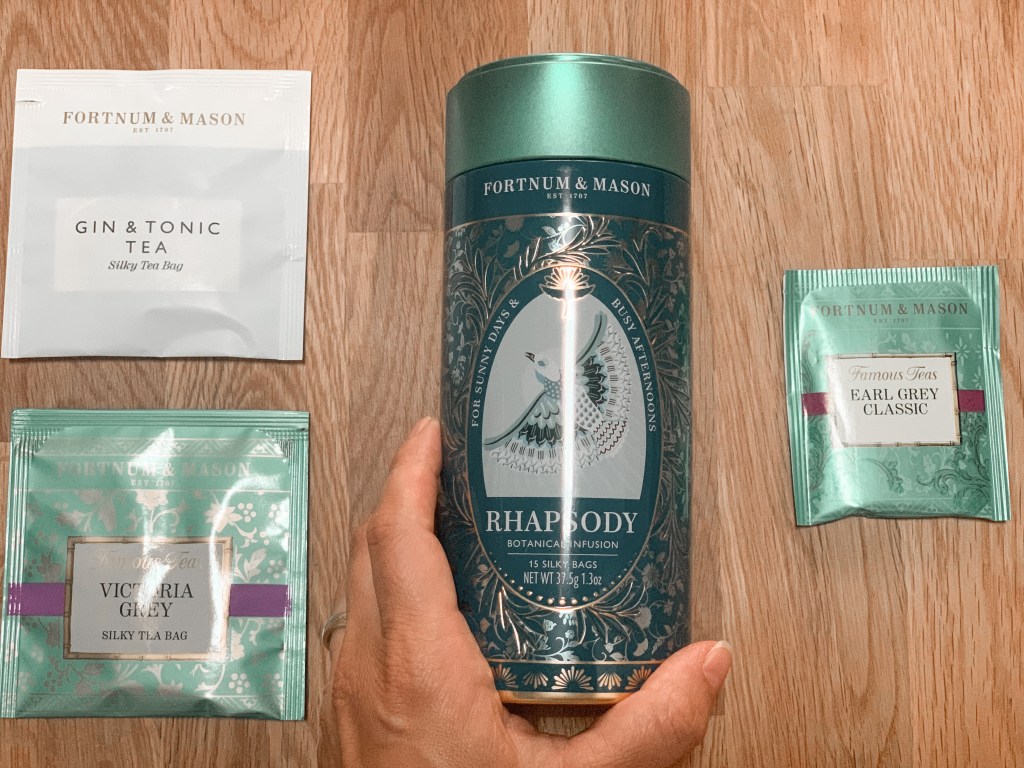 FORTNUM & MASON
EST 1707
GIN & TONIC
TEA
Silky Tea Bag
FORTNUM & MASON
EST 1707
Famous Teas
VICTORIA
GREY
SILKY TEA BAG
FORTNUM & MASON
EST 1707
FOR SUNNY DAYS &
BUSY AFTERNOONS
RHAPSODY
BOTANICAL INFUSION
15 SILKY BAGS
NET WT 37.5g 1.3oz
FORTNUM & MASON
EST 1707
Famous Teas
EARL GREY
CLASSIC